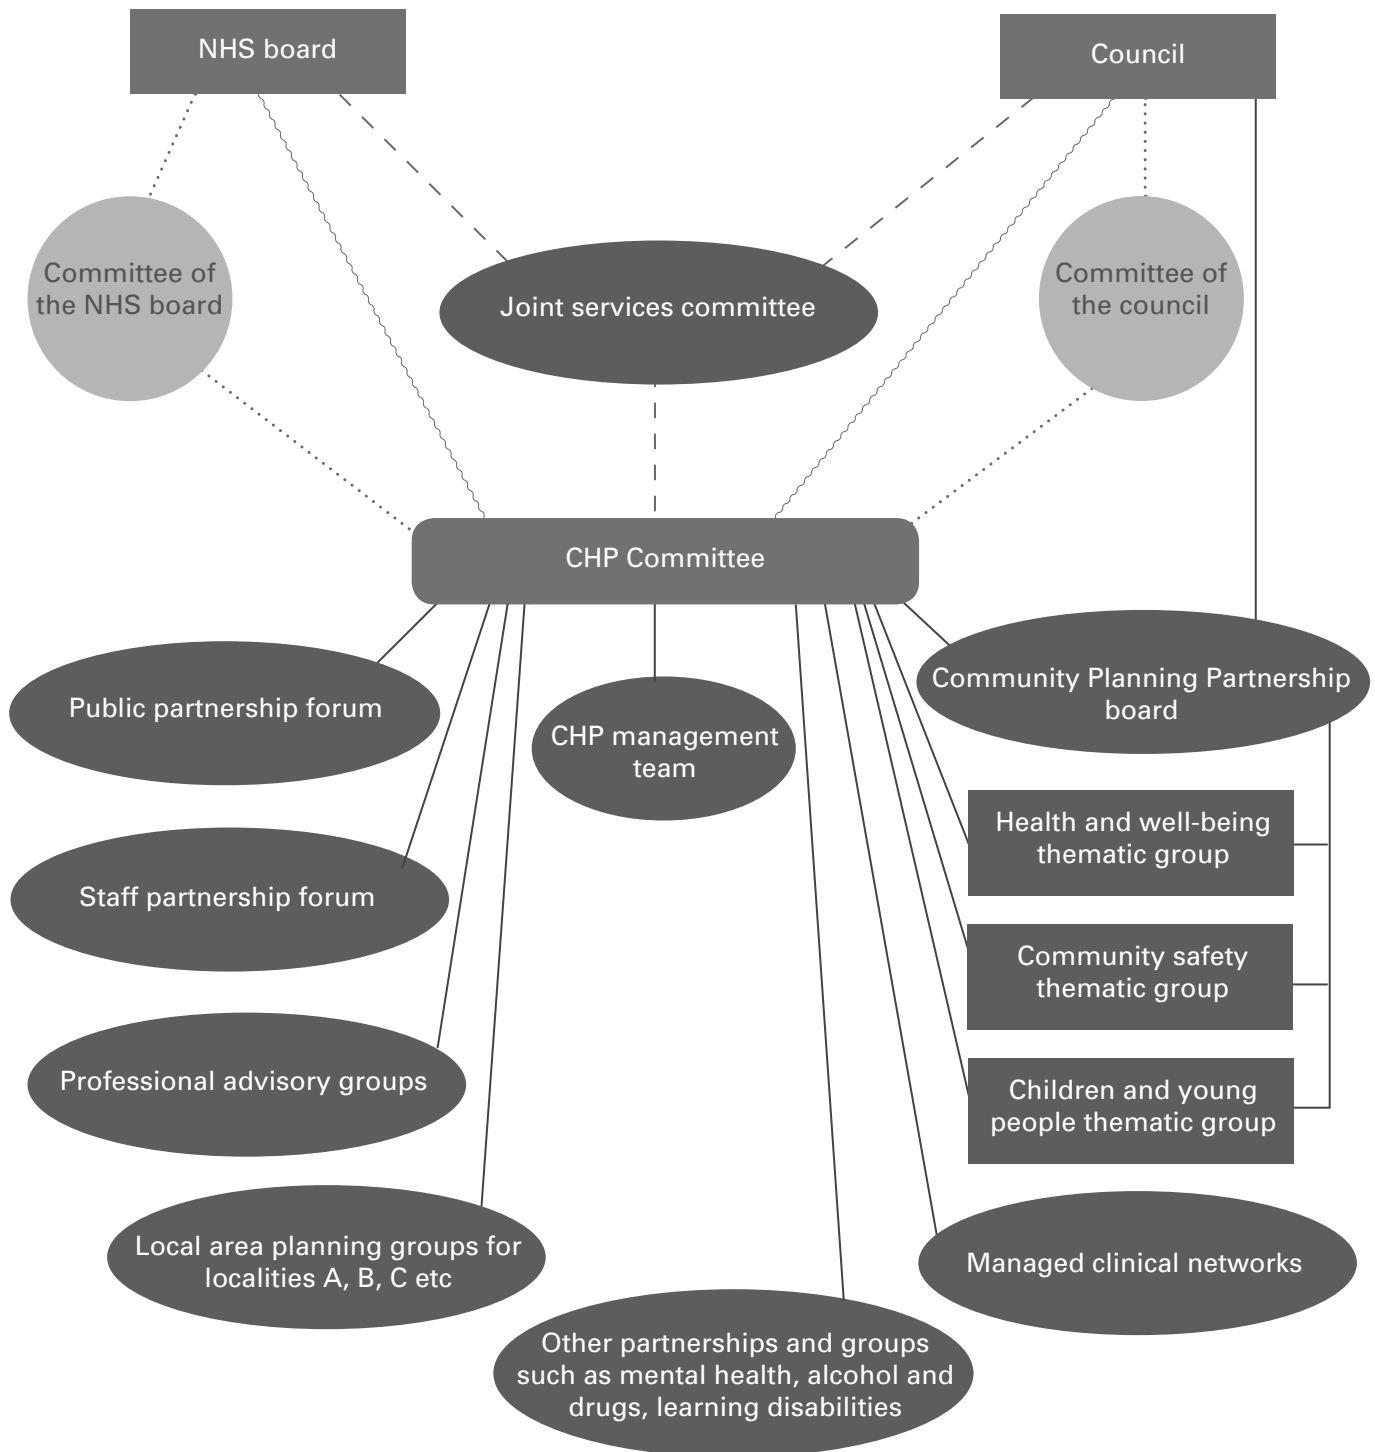 NHS board
Council
Committee of
the NHS board
Joint services committee
Committee of
the council
CHP Committee
Public partnership forum
CHP management
team
Community Planning Partnership
board
Health and well-being
thematic group
Staff partnership forum
Community safety
thematic group
Professional advisory groups
Children and young
people thematic group
Local area planning groups for
localities A, B, C etc
Managed clinical networks
Other partnerships and groups
such as mental health, alcohol and
drugs, learning disabilities